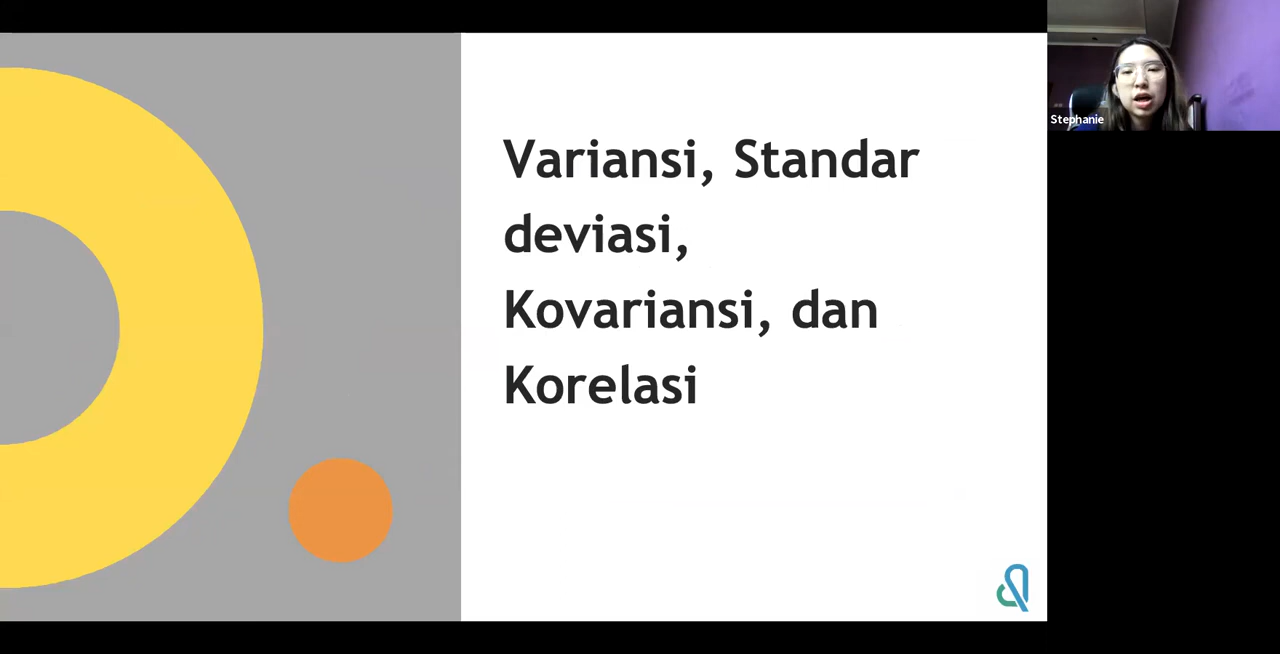 Variansi, Standar
deviasi,
Kovariansi, dan
Korelasi
Stephanie